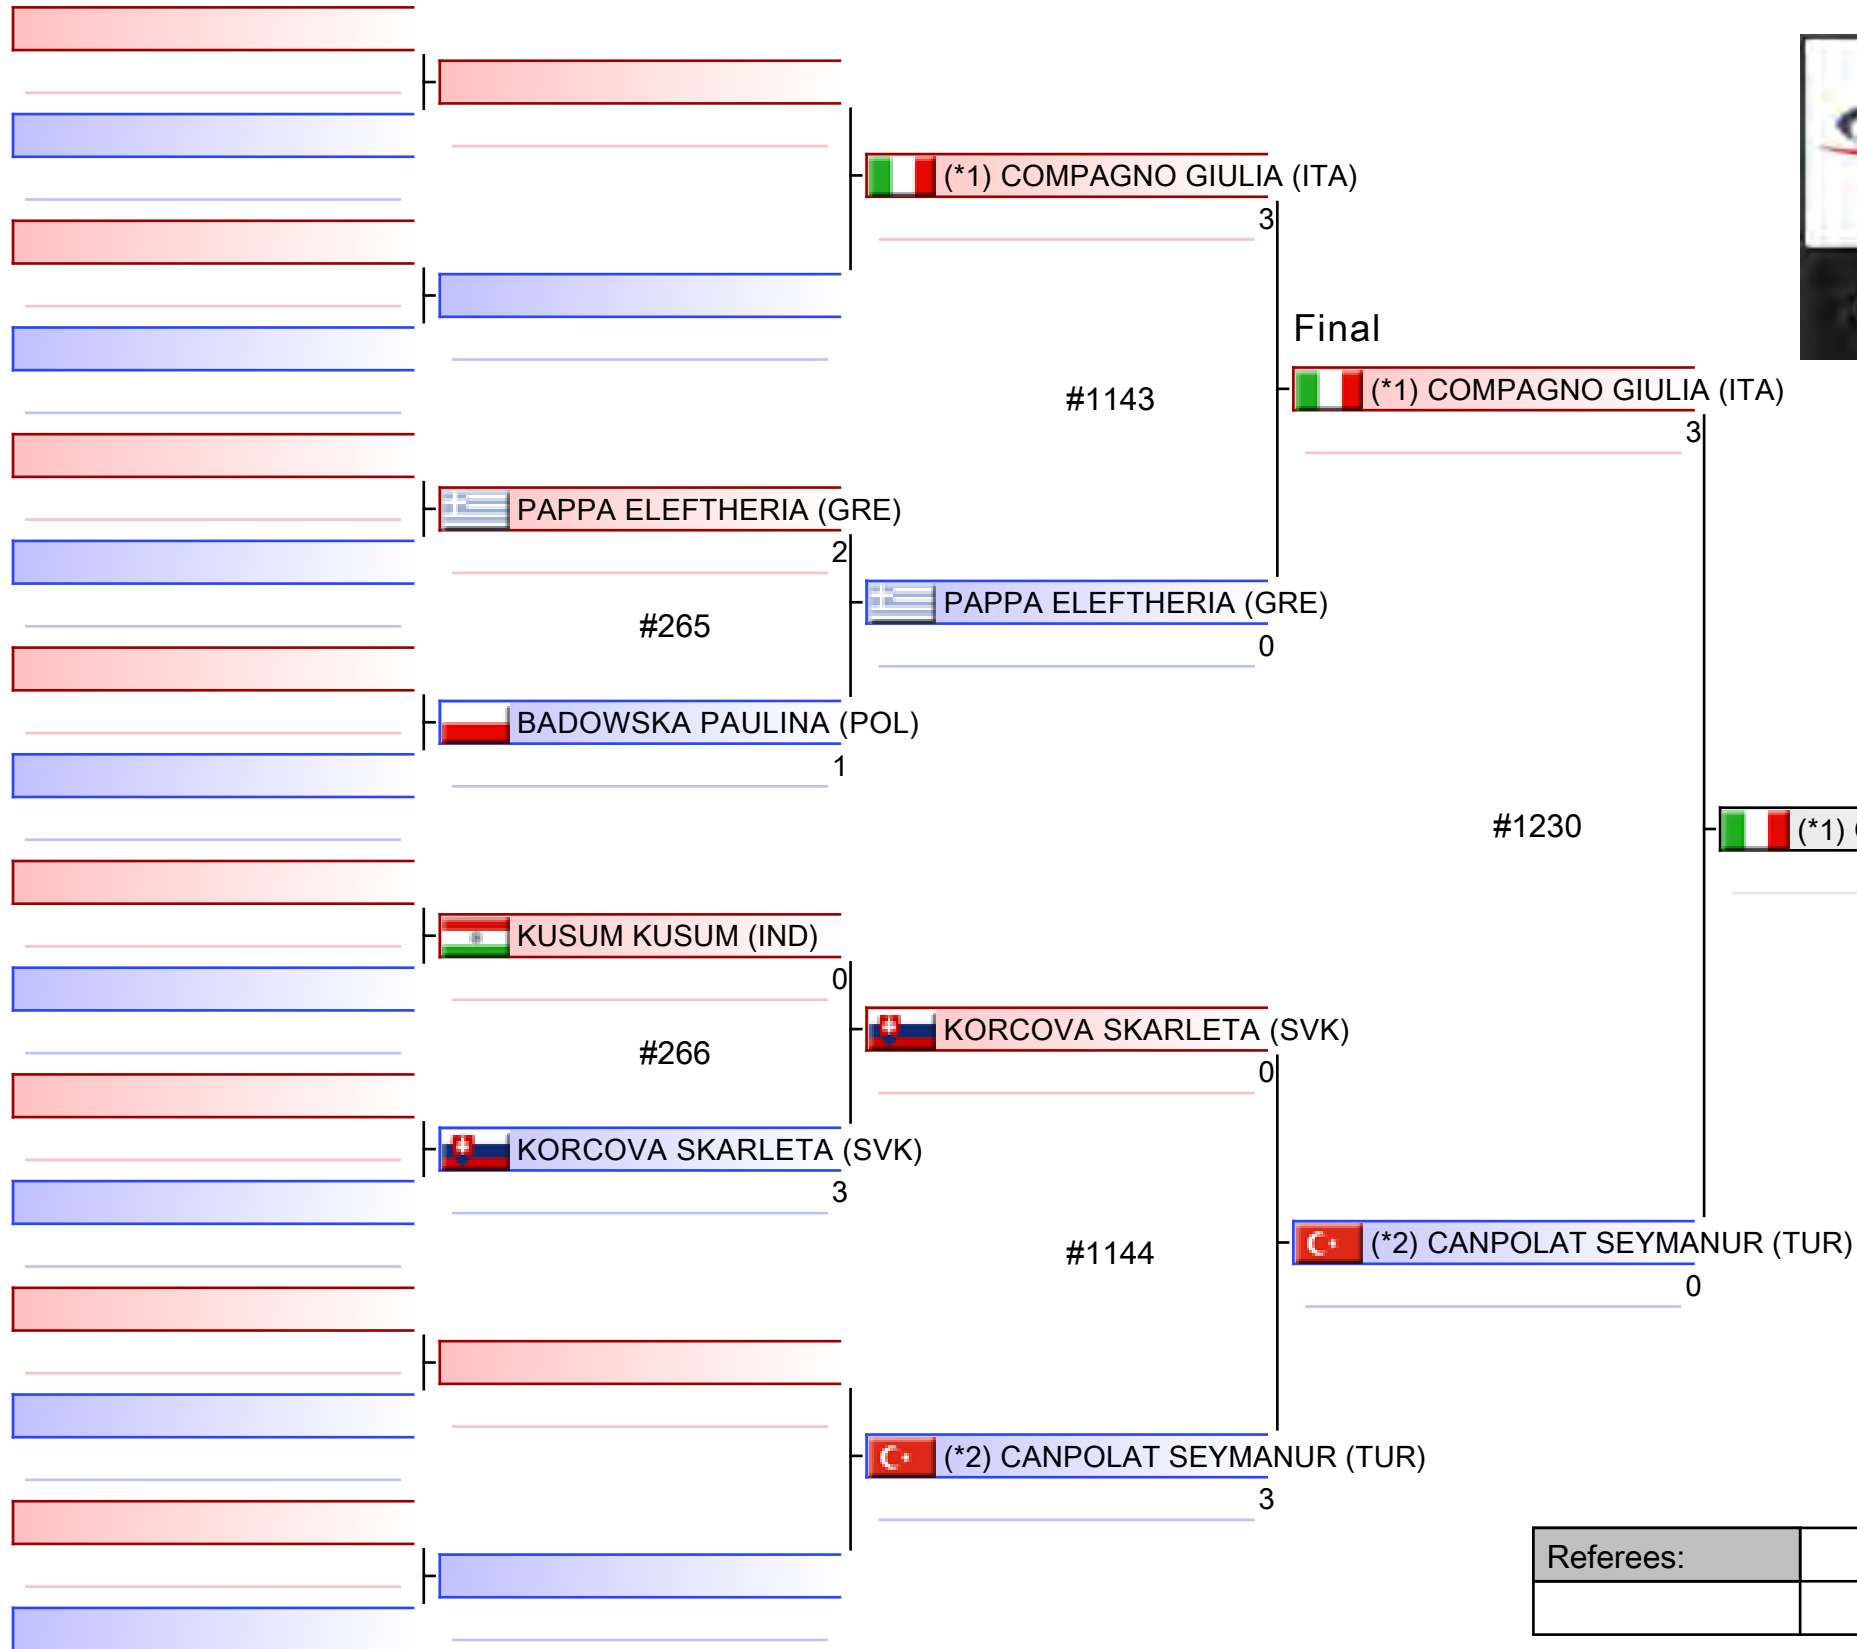 (*1) COMPAGNO GIULIA (ITA)
3
Final
#1143
(*1) COMPAGNO GIULIA (ITA)
3
PAPPA ELEFTHERIA (GRE)
2
PAPPA ELEFTHERIA (GRE)
0
#265
BADOWSKA PAULINA (POL)
1
#1230
(*1)
KUSUM KUSUM (IND)
0
KORCOVA SKARLETA (SVK)
0
#266
KORCOVA SKARLETA (SVK)
3
#1144
(*2) CANPOLAT SEYMANUR (TUR)
0
(*2) CANPOLAT SEYMANUR (TUR)
3
Referees: